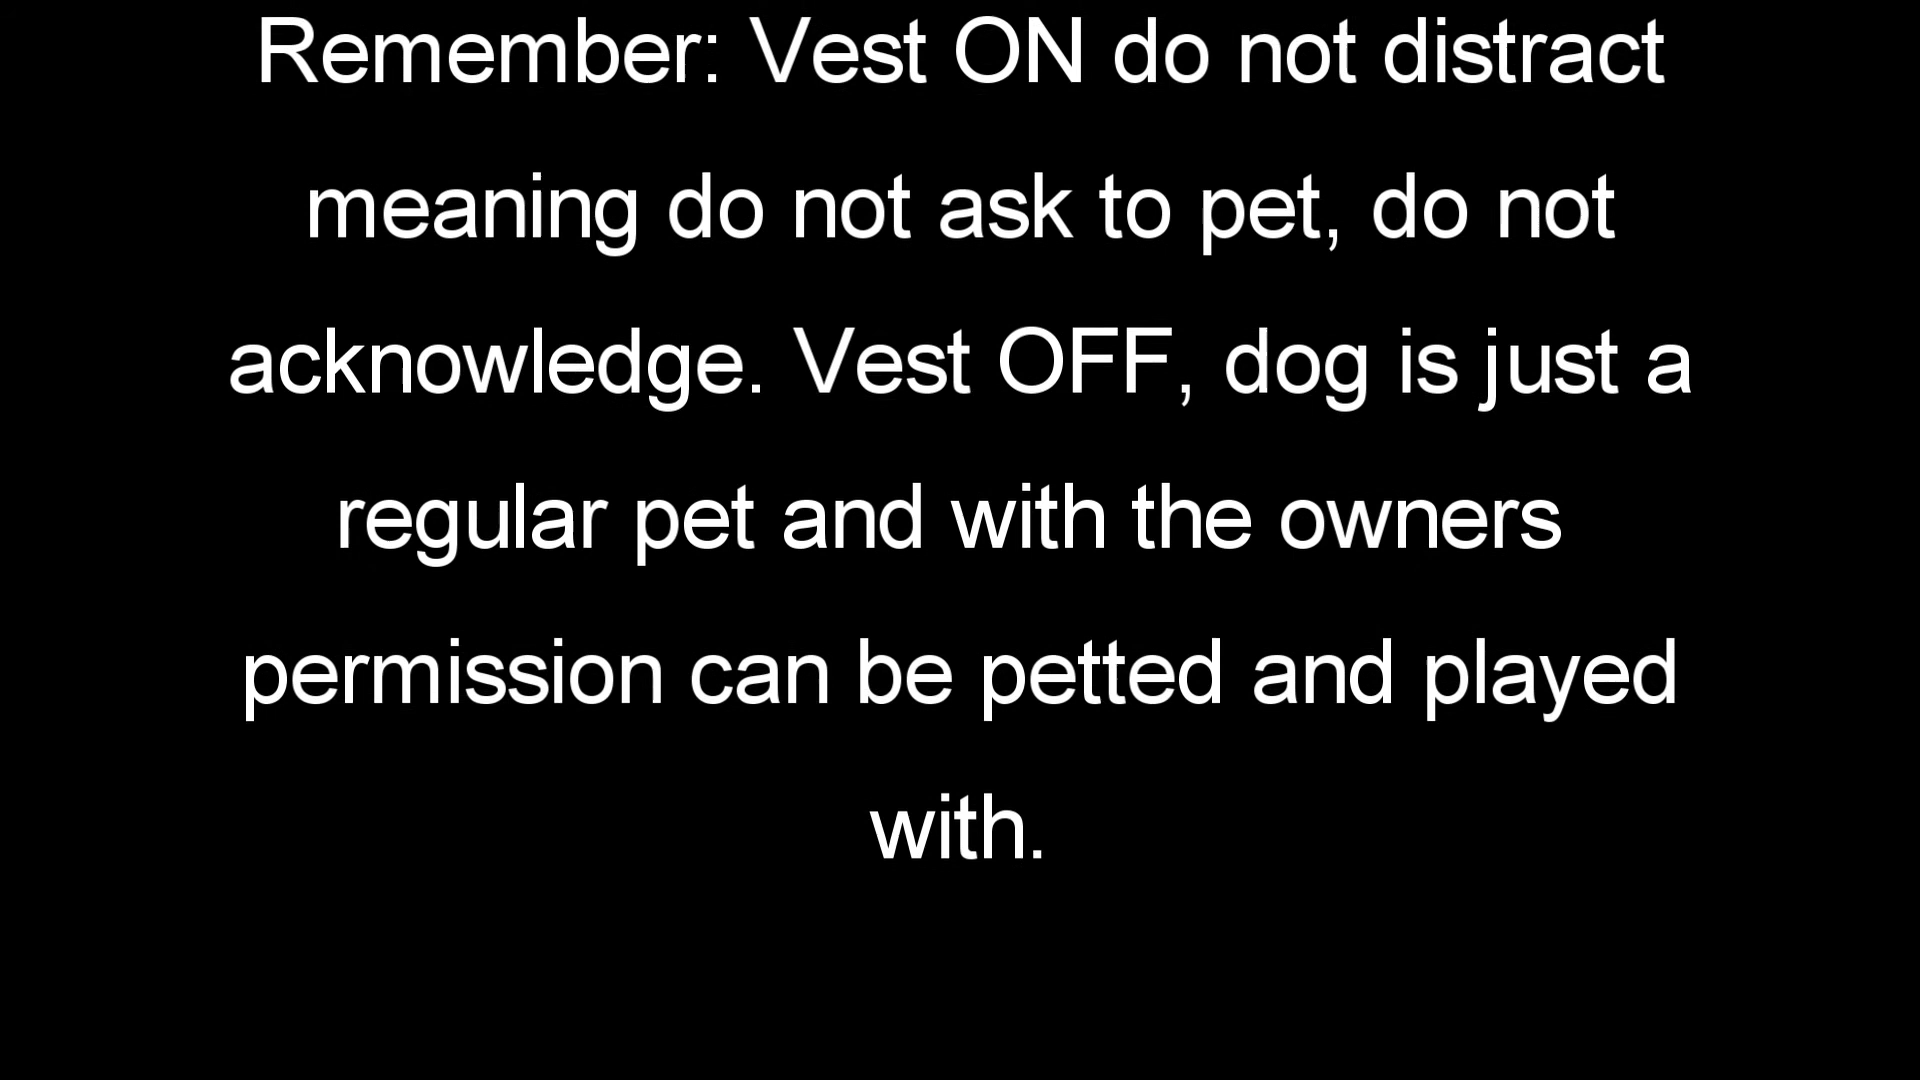 Remember: Vest ON do not distract
meaning do not ask to pet, do not
acknowledge. Vest OFF, dog is just a
regular pet and with the owners
permission can be petted and played
with.